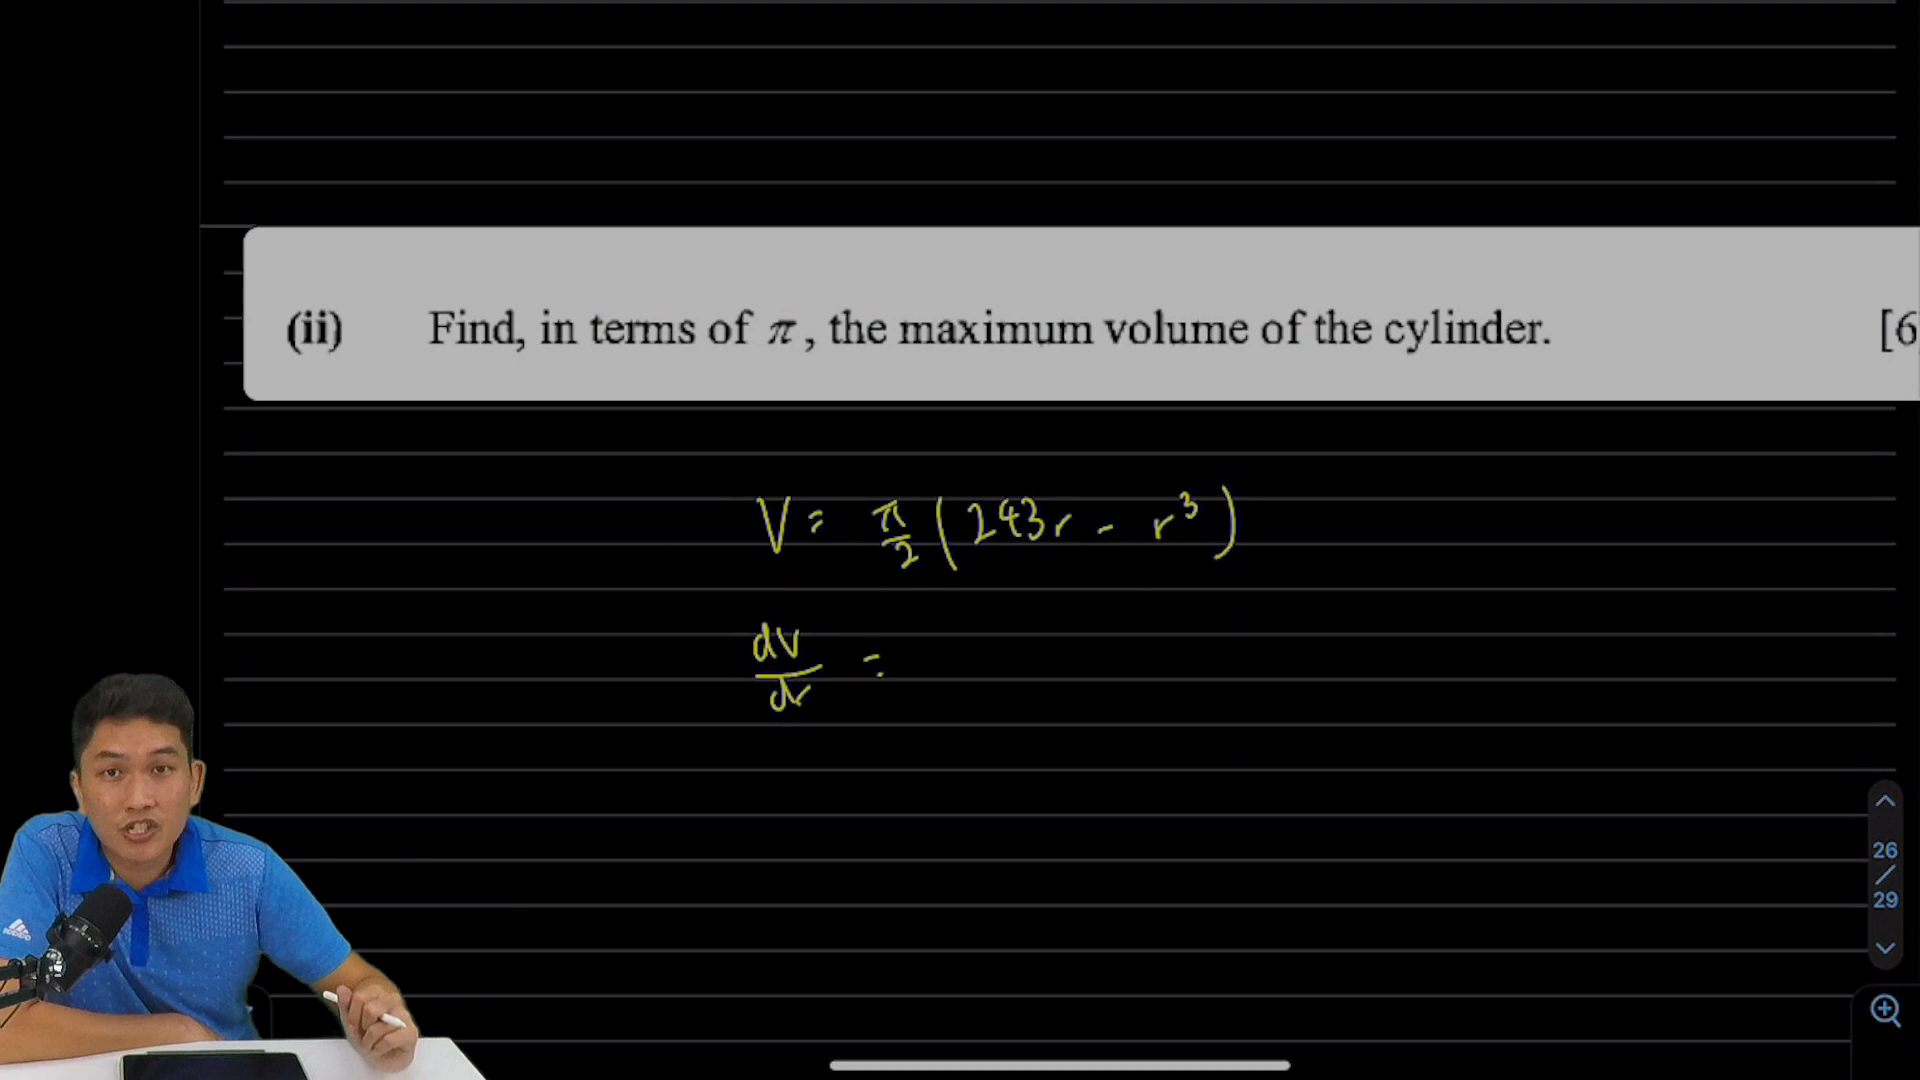 (ii) Find, in terms of π, the maximum volume of the cylinder. [6
V = π/2 (243r - r³)
dv/dr =
26
/
29
adidas